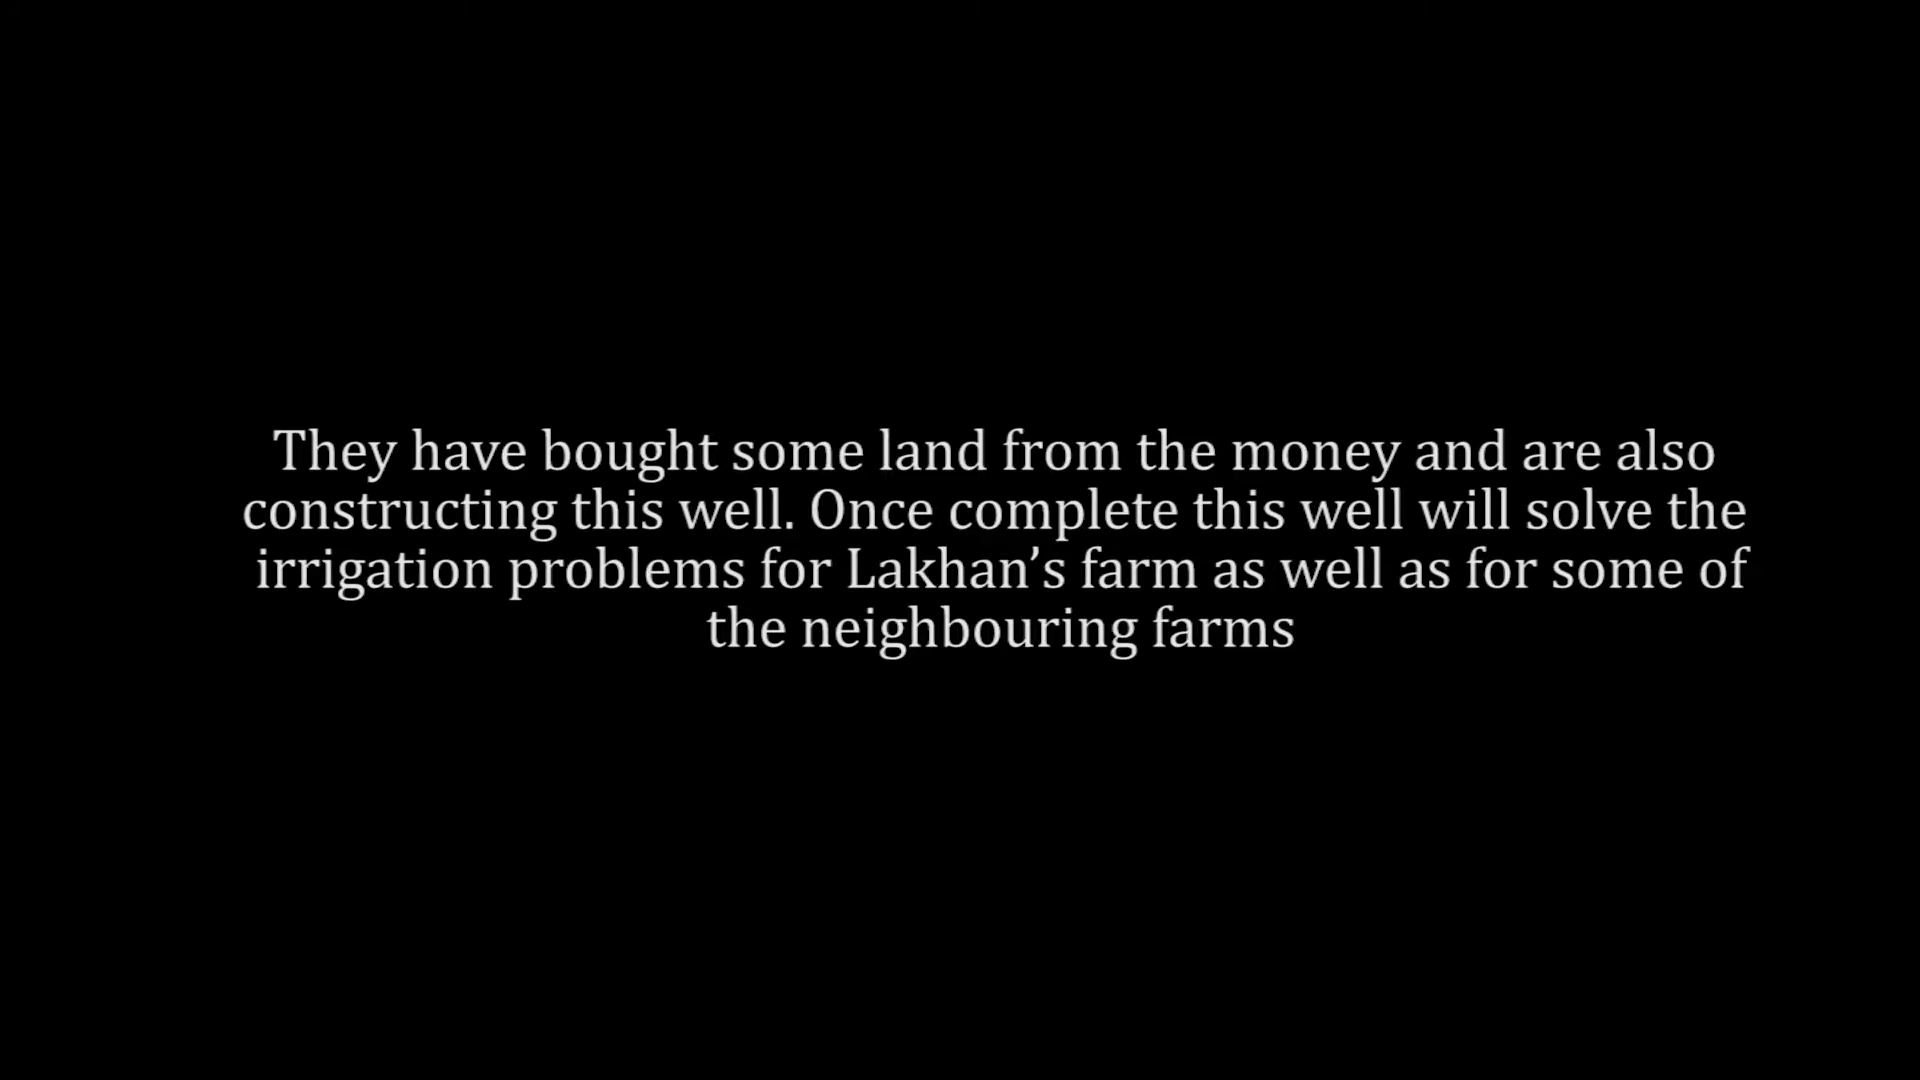 They have bought some land from the money and are also
constructing this well. Once complete this well will solve the
irrigation problems for Lakhan’s farm as well as for some of
the neighbouring farms